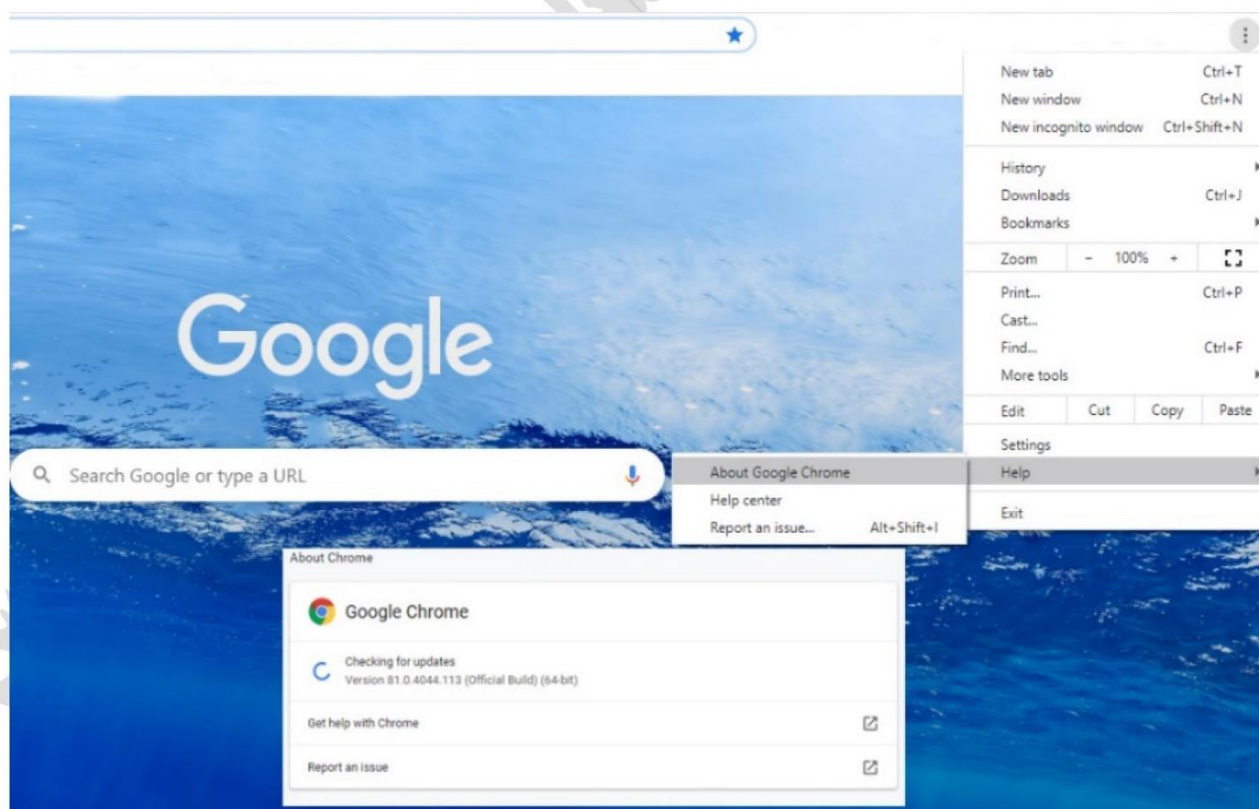 New tab Ctrl+T
New window Ctrl+N
New incognito window Ctrl+Shift+N
History
Downloads Ctrl+J
Bookmarks
Zoom - 100% +
Print... Ctrl+P
Cast...
Find... Ctrl+F
More tools
Edit Cut Copy Paste
Settings
Help
Exit
Google
Search Google or type a URL
About Google Chrome
Help center
Report an issue... Alt+Shift+I
About Chrome
Google Chrome
Checking for updates
Version 81.0.4044.113 (Official Build) (64-bit)
Get help with Chrome
Report an issue